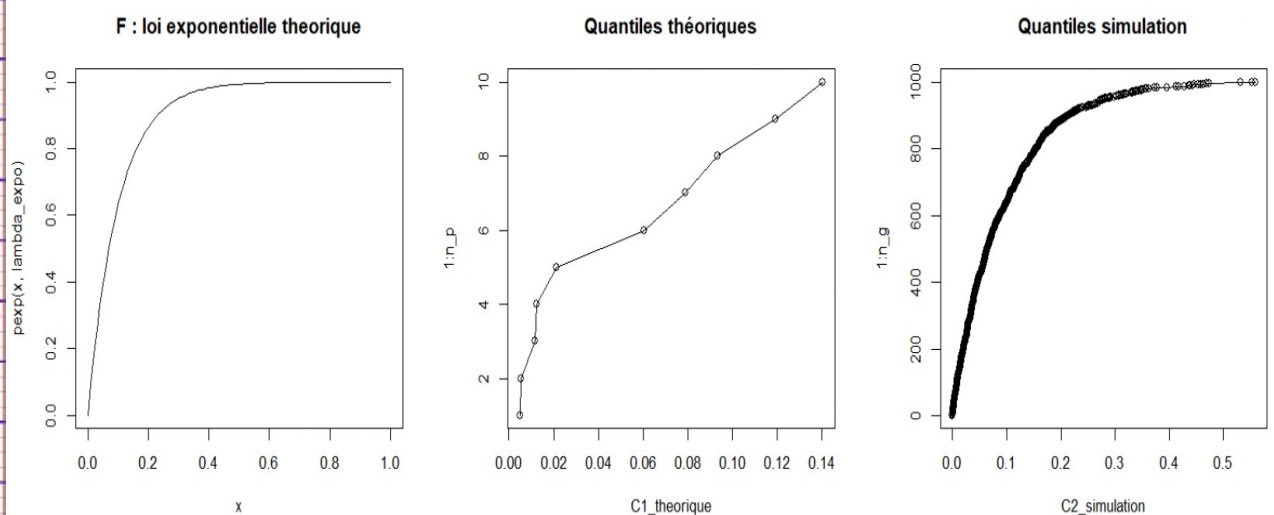 F : loi exponentielle theorique
pexp(x, lambda_expo)
0.0 0.2 0.4 0.6 0.8 1.0
0.0 0.2 0.4 0.6 0.8 1.0
x
Quantiles théoriques
1:n_p
2 4 6 8 10
0.00 0.02 0.04 0.06 0.08 0.10 0.12 0.14
C1_theorique
Quantiles simulation
1:n_g
0 200 400 600 800 1000
0.0 0.1 0.2 0.3 0.4 0.5
C2_simulation